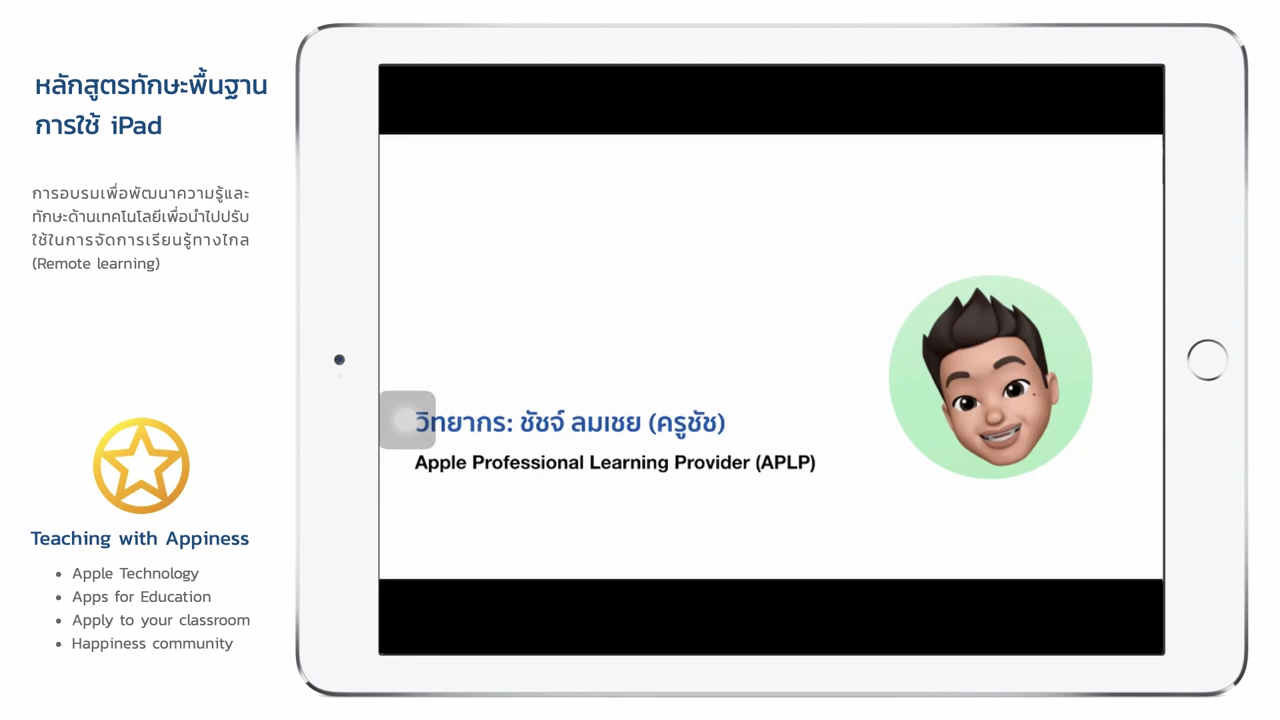 หลักสูตรทักษะพื้นฐาน
การใช้ iPad
การอบรมเพื่อพัฒนาความรู้และ
ทักษะด้านเทคโนโลยีเพื่อนำไปปรับ
ใช้ในการจัดการเรียนรู้ทางไกล
(Remote learning)
Teaching with Appiness
Apple Technology
Apps for Education
Apply to your classroom
Happiness community
วิทยากร: ชัชจ์ ลมเชย (ครูชัช)
Apple Professional Learning Provider (APLP)